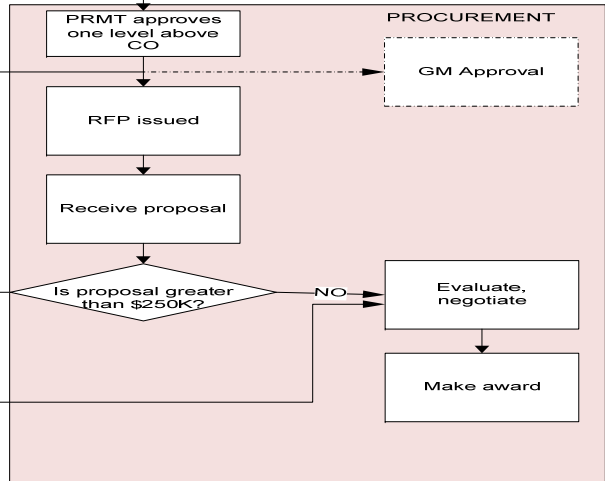 PROCUREMENT
PRMT approves
one level above
CO
GM Approval
RFP issued
Receive proposal
Is proposal greater
than $250K?
NO
Evaluate,
negotiate
Make award